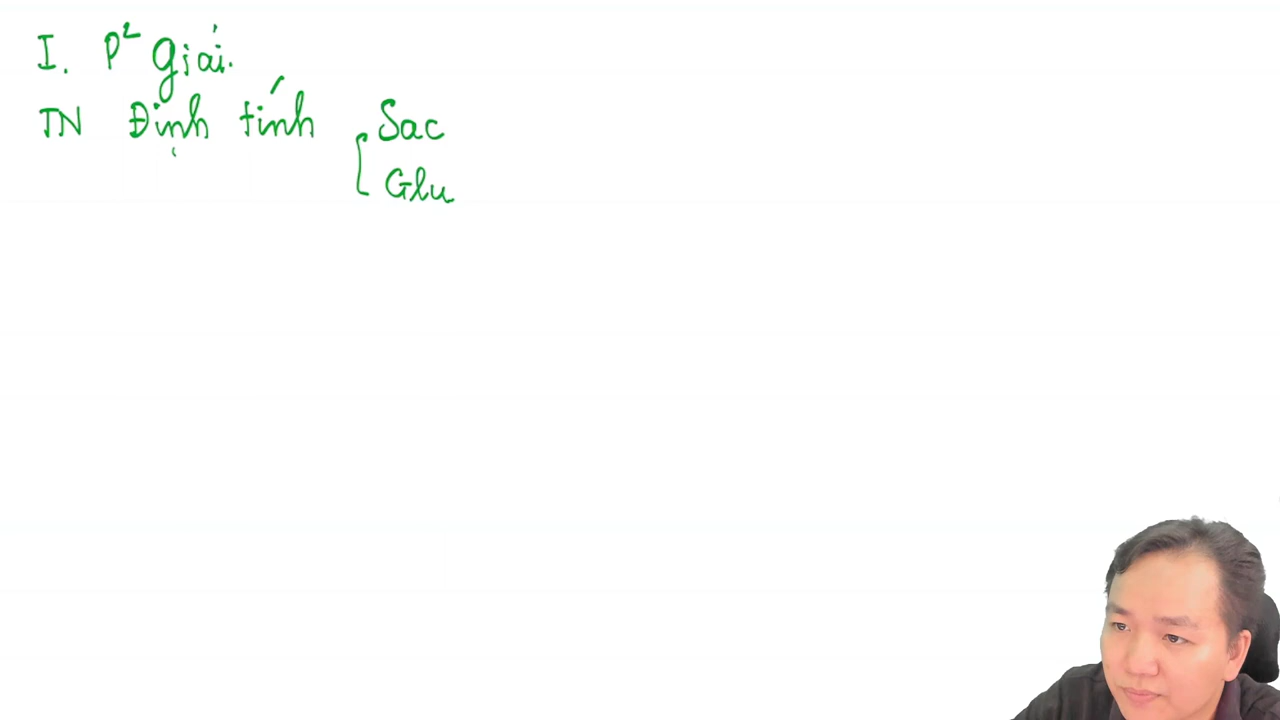 I. P² giải.
TN Định tính
Sac
Glu